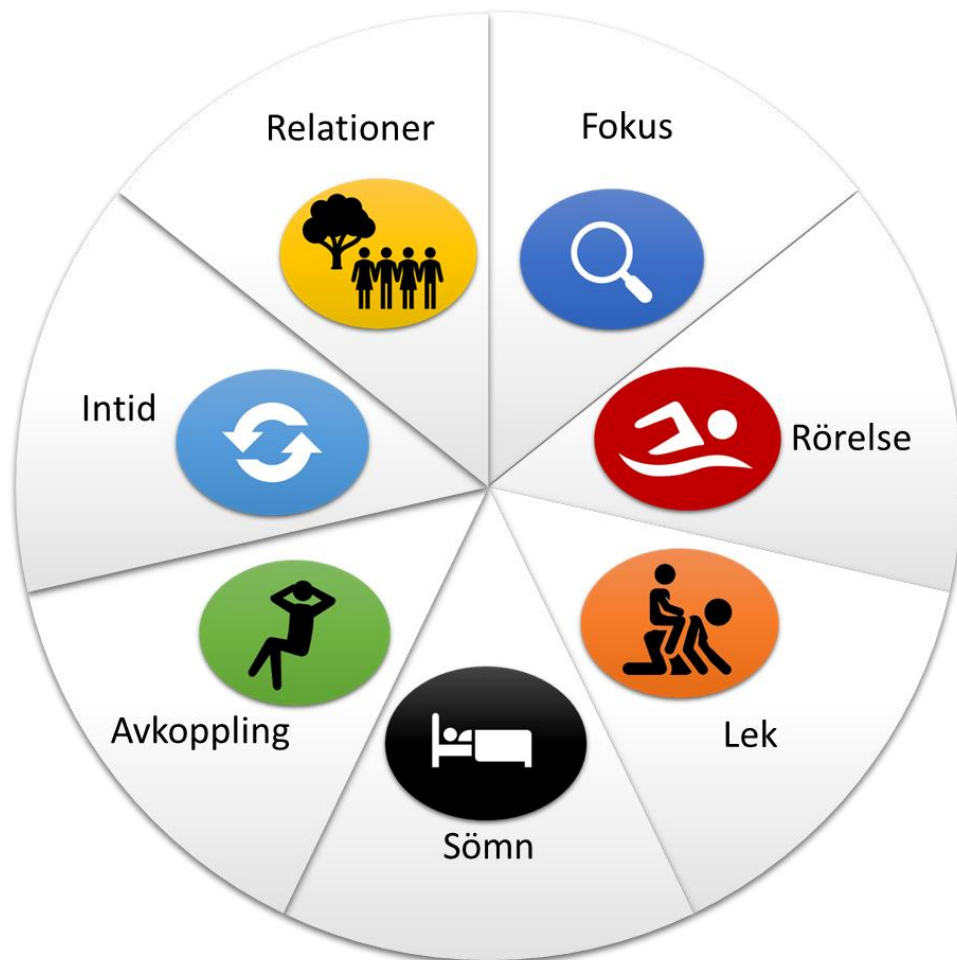 Relationer
Fokus
Intid
Rörelse
Avkoppling
Lek
Sömn